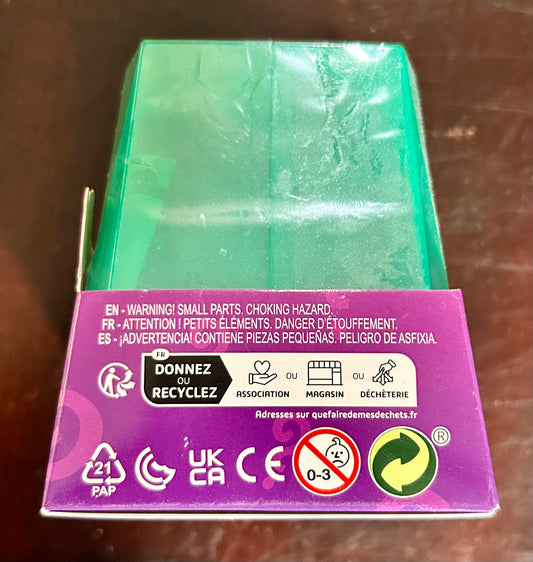 EN - WARNING! SMALL PARTS. CHOKING HAZARD.
FR - ATTENTION ! PETITS ÉLÉMENTS. DANGER D'ÉTOUFFEMENT.
ES - ¡ADVERTENCIA! CONTIENE PIEZAS PEQUEÑAS. PELIGRO DE ASFIXIA.
FR
DONNEZ
OU
RECYCLEZ
ASSOCIATION
OU
MAGASIN
OU
DÉCHÈTERIE
Adresses sur quefairedemesdechets.fr
21
PAP
UK
CA
CE
0-3
®